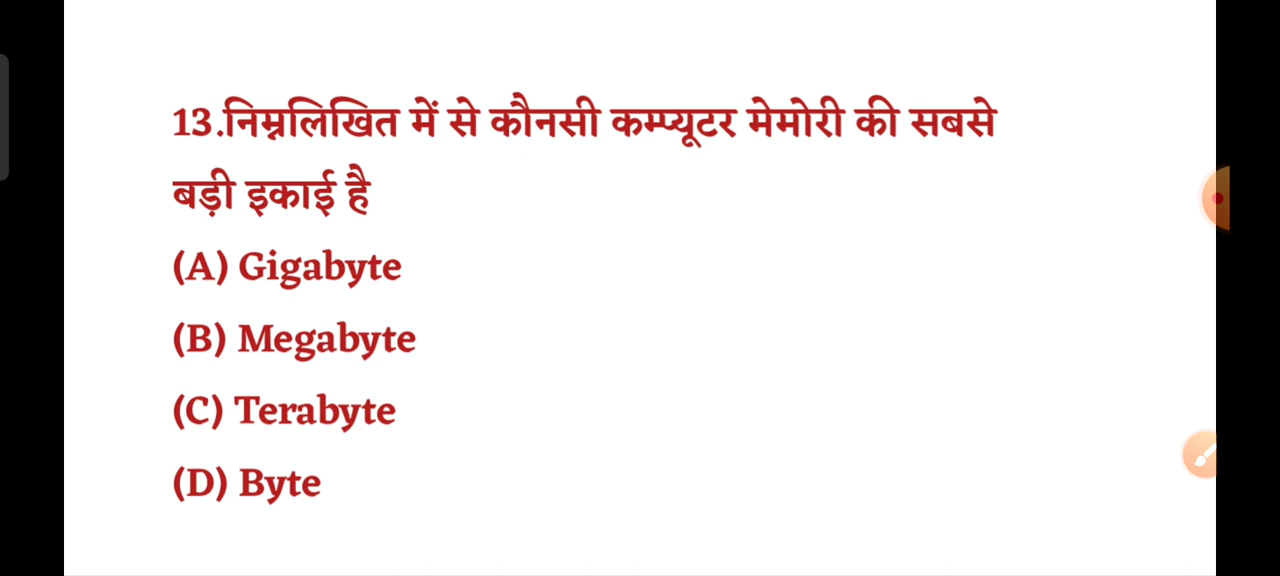 13.निम्नलिखित में से कौनसी कम्प्यूटर मेमोरी की सबसे
बड़ी इकाई है
(A) Gigabyte
(B) Megabyte
(C) Terabyte
(D) Byte